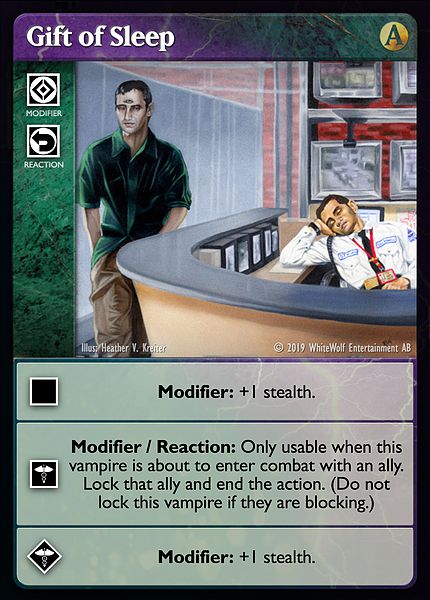 Gift of Sleep
A
MODIFIER
REACTION
Illus: Heather V. Kreiter
© 2019 WhiteWolf Entertainment AB
Modifier: +1 stealth.
Modifier / Reaction: Only usable when this
vampire is about to enter combat with an ally.
Lock that ally and end the action. (Do not
lock this vampire if they are blocking.)
Modifier: +1 stealth.